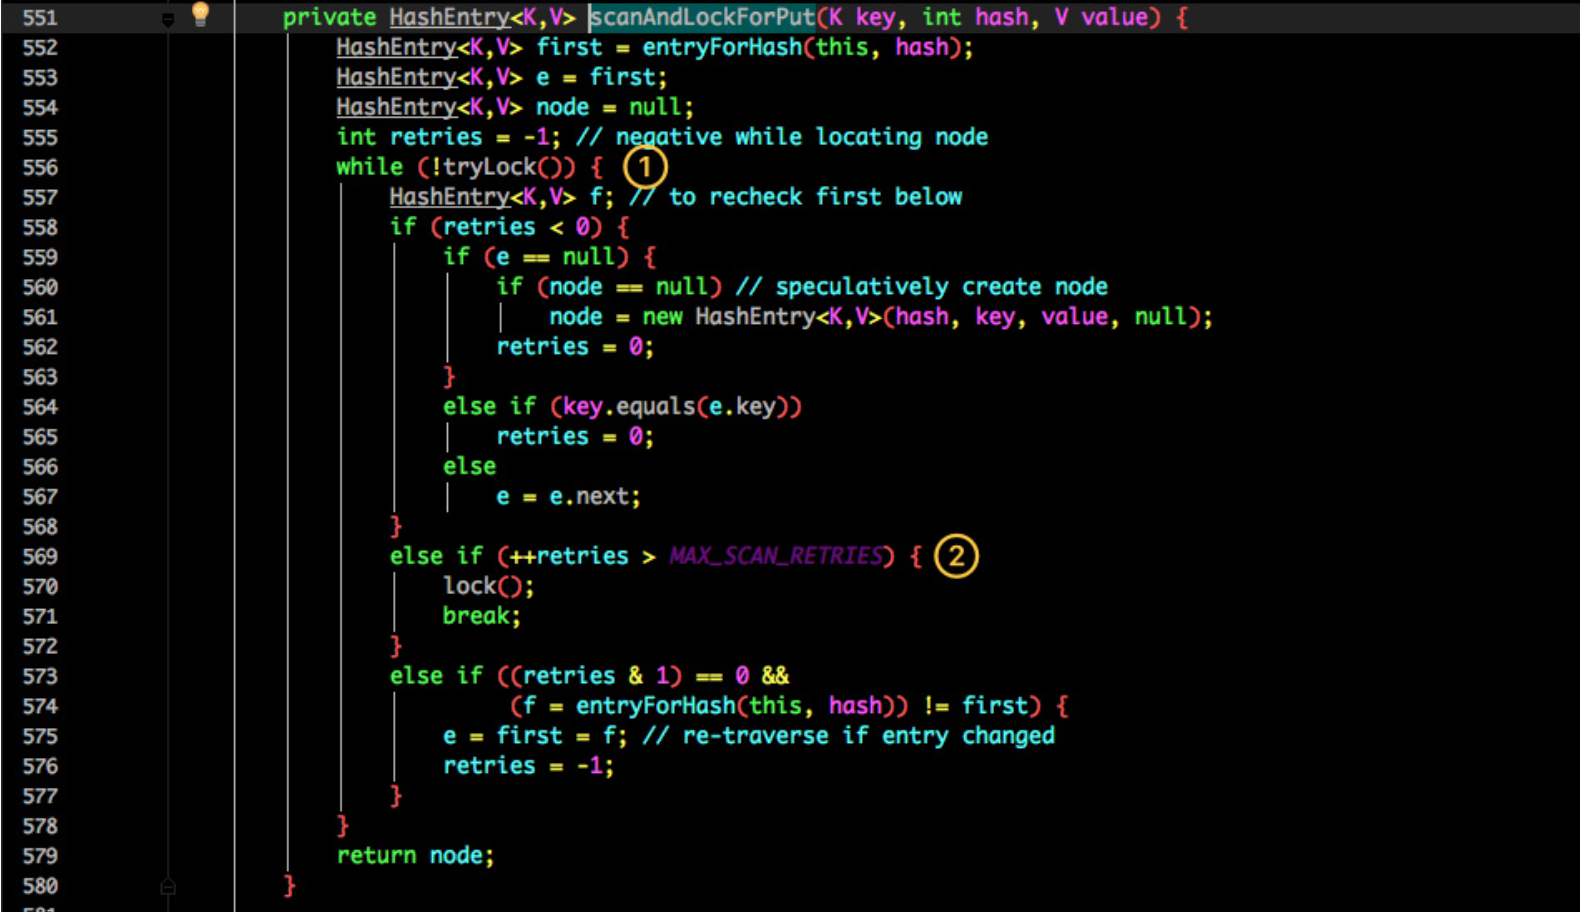 551 private HashEntry<K,V> scanAndLockForPut(K key, int hash, V value) {
552 HashEntry<K,V> first = entryForHash(this, hash);
553 HashEntry<K,V> e = first;
554 HashEntry<K,V> node = null;
555 int retries = -1; // negative while locating node
556 while (!tryLock()) { ①
557 HashEntry<K,V> f; // to recheck first below
558 if (retries < 0) {
559 if (e == null) {
560 if (node == null) // speculatively create node
561 node = new HashEntry<K,V>(hash, key, value, null);
562 retries = 0;
563 }
564 else if (key.equals(e.key))
565 retries = 0;
566 else
567 e = e.next;
568 }
569 else if (++retries > MAX_SCAN_RETRIES) { ②
570 lock();
571 break;
572 }
573 else if ((retries & 1) == 0 &&
574 (f = entryForHash(this, hash)) != first) {
575 e = first = f; // re-traverse if entry changed
576 retries = -1;
577 }
578 }
579 return node;
580 }